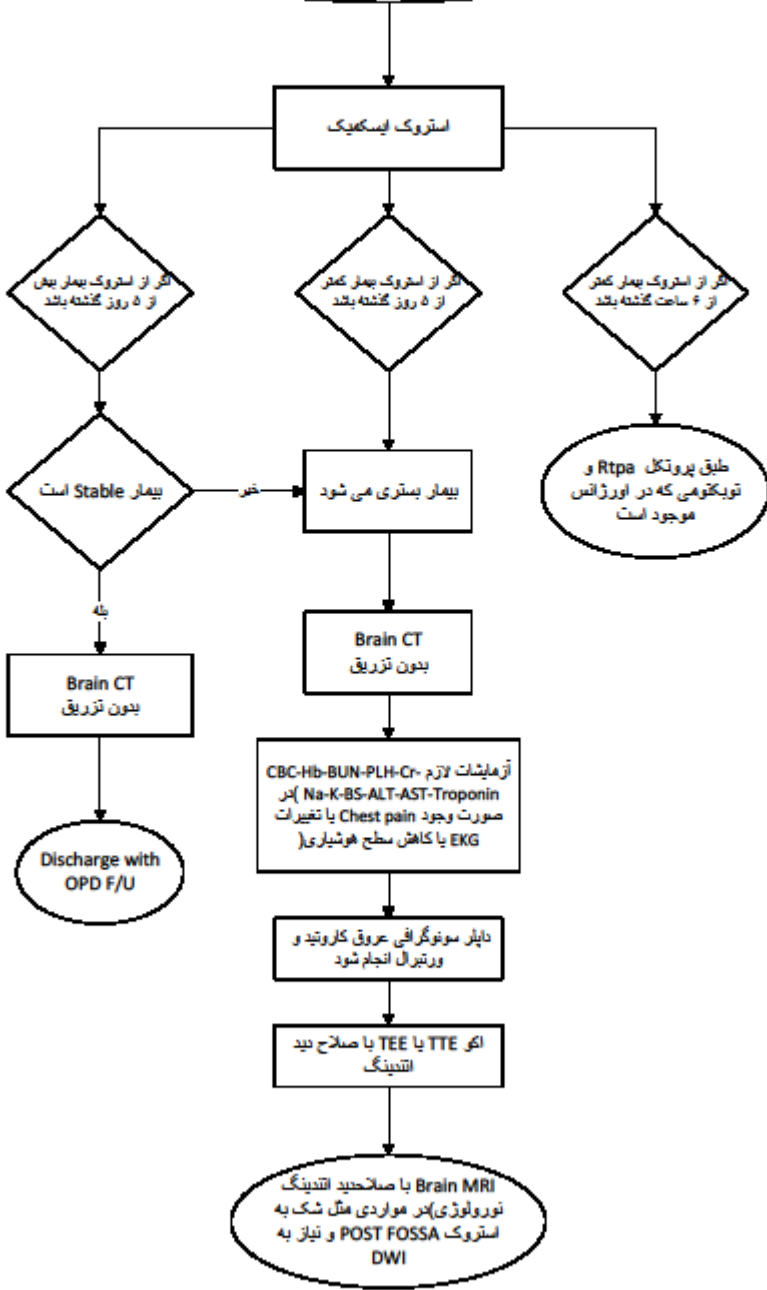 استروک ایسکمیک
اگر از استروک بیمار کمتر
از ۶ ساعت گذشته باشد
اگر از استروک بیمار کمتر
از ۵ روز گذشته باشد
اگر از استروک بیمار بیش
از ۵ روز گذشته باشد
طبق پروتکل Rtpa و
توبکتومی که در اورژانس
موجود است
بیمار بستری می شود
خیر
بیمار Stable است
بله
Brain CT
بدون تزریق
Brain CT
بدون تزریق
آزمایشات لازم CBC-Hb-BUN-PLH-Cr-
Na-K-BS-ALT-AST-Troponin )در
صورت وجود Chest pain یا تغییرات
EKG یا کاهش سطح هوشیاری(
Discharge with
OPD F/U
داپلر سونوگرافی عروق کاروتید و
ورتبرال انجام شود
اکو TTE یا TEE با صلاح دید
اتندینگ
Brain MRI با صلاحدید اتندینگ
نورولوژی)در مواردی مثل شک به
استروک POST FOSSA و نیاز به
DWI